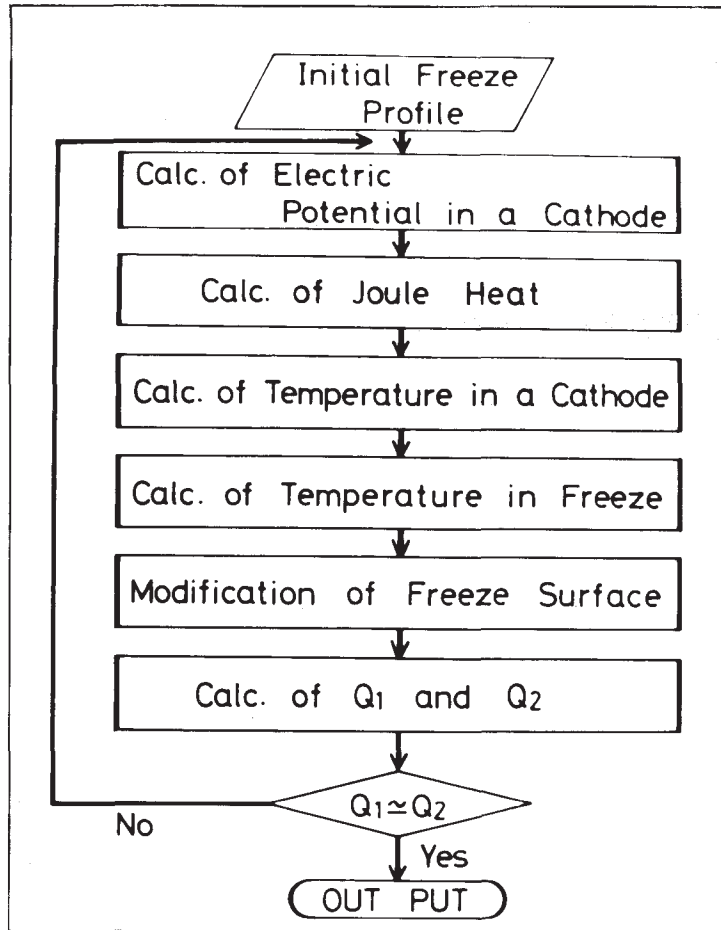 Initial Freeze
Profile
Calc. of Electric
Potential in a Cathode
Calc. of Joule Heat
Calc. of Temperature in a Cathode
Calc. of Temperature in Freeze
Modification of Freeze Surface
Calc. of Q1 and Q2
Q1≃Q2
No
Yes
OUT PUT